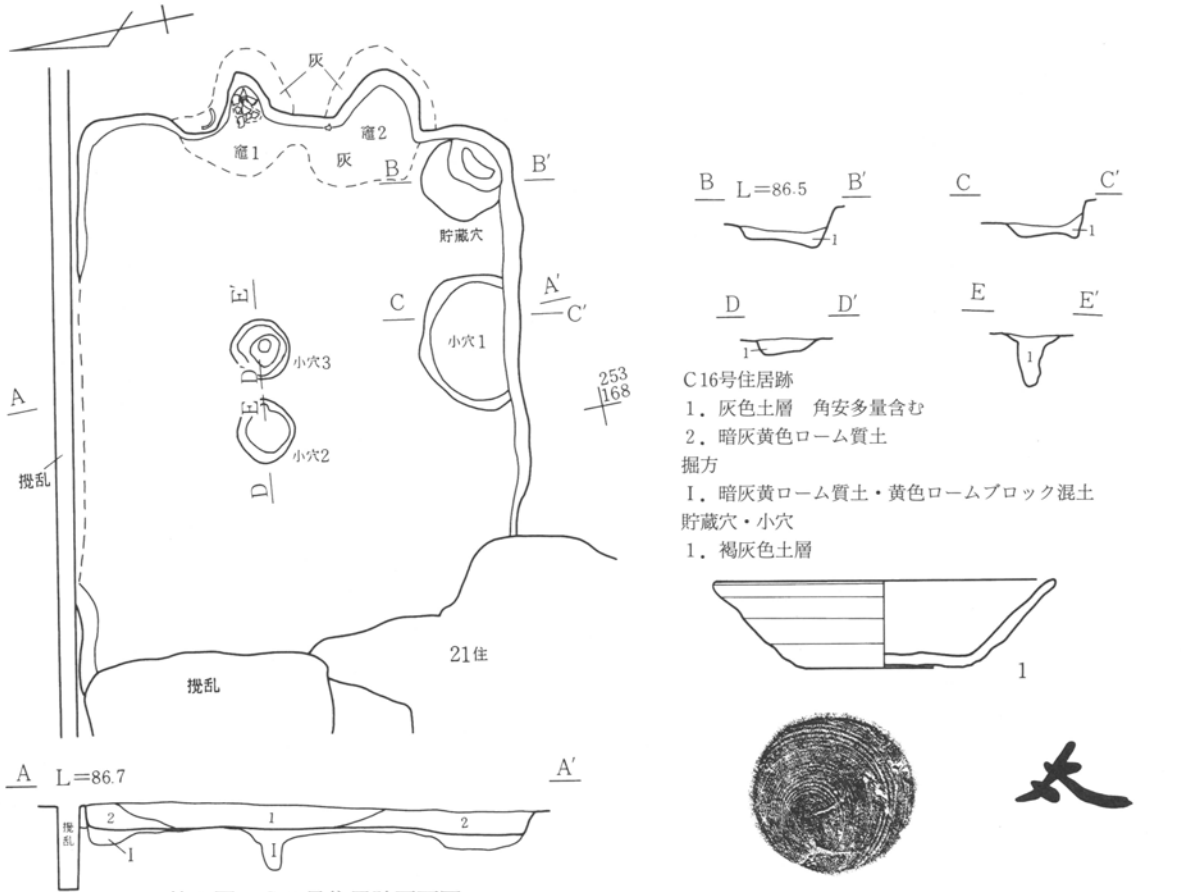 灰
竈2
竈1
灰
B
B′
貯蔵穴
E′
C
A′
C′
小穴1
小穴3
D′
E
小穴2
D
A
253
168
攪乱
21住
攪乱
A L=86.7 A′
2
1
2
攪乱
I
I
B L=86.5 B′
1
C C′
1
D D′
1
E E′
1
C16号住居跡
1．灰色土層 角安多量含む
2．暗灰黄色ローム質土
掘方
I．暗灰黄ローム質土・黄色ロームブロック混土
貯蔵穴・小穴
1．褐灰色土層
1